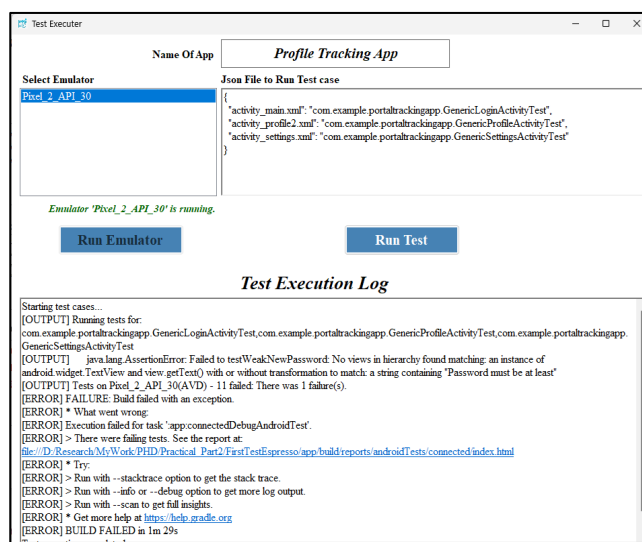 Test Executer
Name Of App
Profile Tracking App
Select Emulator
Json File to Run Test case
Pixel_2_API_30
{
"activity_main.xml": "com.example.portaltrackingapp.GenericLoginActivityTest",
"activity_profile2.xml": "com.example.portaltrackingapp.GenericProfileActivityTest",
"activity_settings.xml": "com.example.portaltrackingapp.GenericSettingsActivityTest"
}
Emulator 'Pixel_2_API_30' is running.
Run Emulator
Run Test
Test Execution Log
Starting test cases...
[OUTPUT] Running tests for:
com.example.portaltrackingapp.GenericLoginActivityTest,com.example.portaltrackingapp.GenericProfileActivityTest,com.example.portaltrackingapp.
GenericSettingsActivityTest
[OUTPUT] java.lang.AssertionError: Failed to testWeakNewPassword: No views in hierarchy found matching: an instance of
android.widget.TextView and view.getText() with or without transformation to match: a string containing "Password must be at least"
[OUTPUT] Tests on Pixel_2_API_30(AVD) - 11 failed: There was 1 failure(s).
[ERROR] FAILURE: Build failed with an exception.
[ERROR] * What went wrong:
[ERROR] Execution failed for task ':app:connectedDebugAndroidTest'.
[ERROR] > There were failing tests. See the report at:
file:///D:/Research/MyWork/PHD/Practical_Part2/FirstTestEspresso/app/build/reports/androidTests/connected/index.html
[ERROR] * Try:
[ERROR] > Run with --stacktrace option to get the stack trace.
[ERROR] > Run with --info or --debug option to get more log output.
[ERROR] > Run with --scan to get full insights.
[ERROR] * Get more help at https://help.gradle.org
[ERROR] BUILD FAILED in 1m 29s